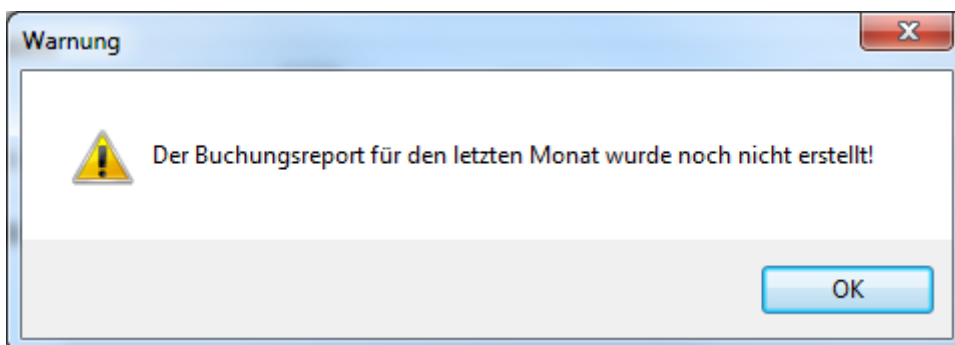 Warnung
Der Buchungsreport für den letzten Monat wurde noch nicht erstellt!
OK